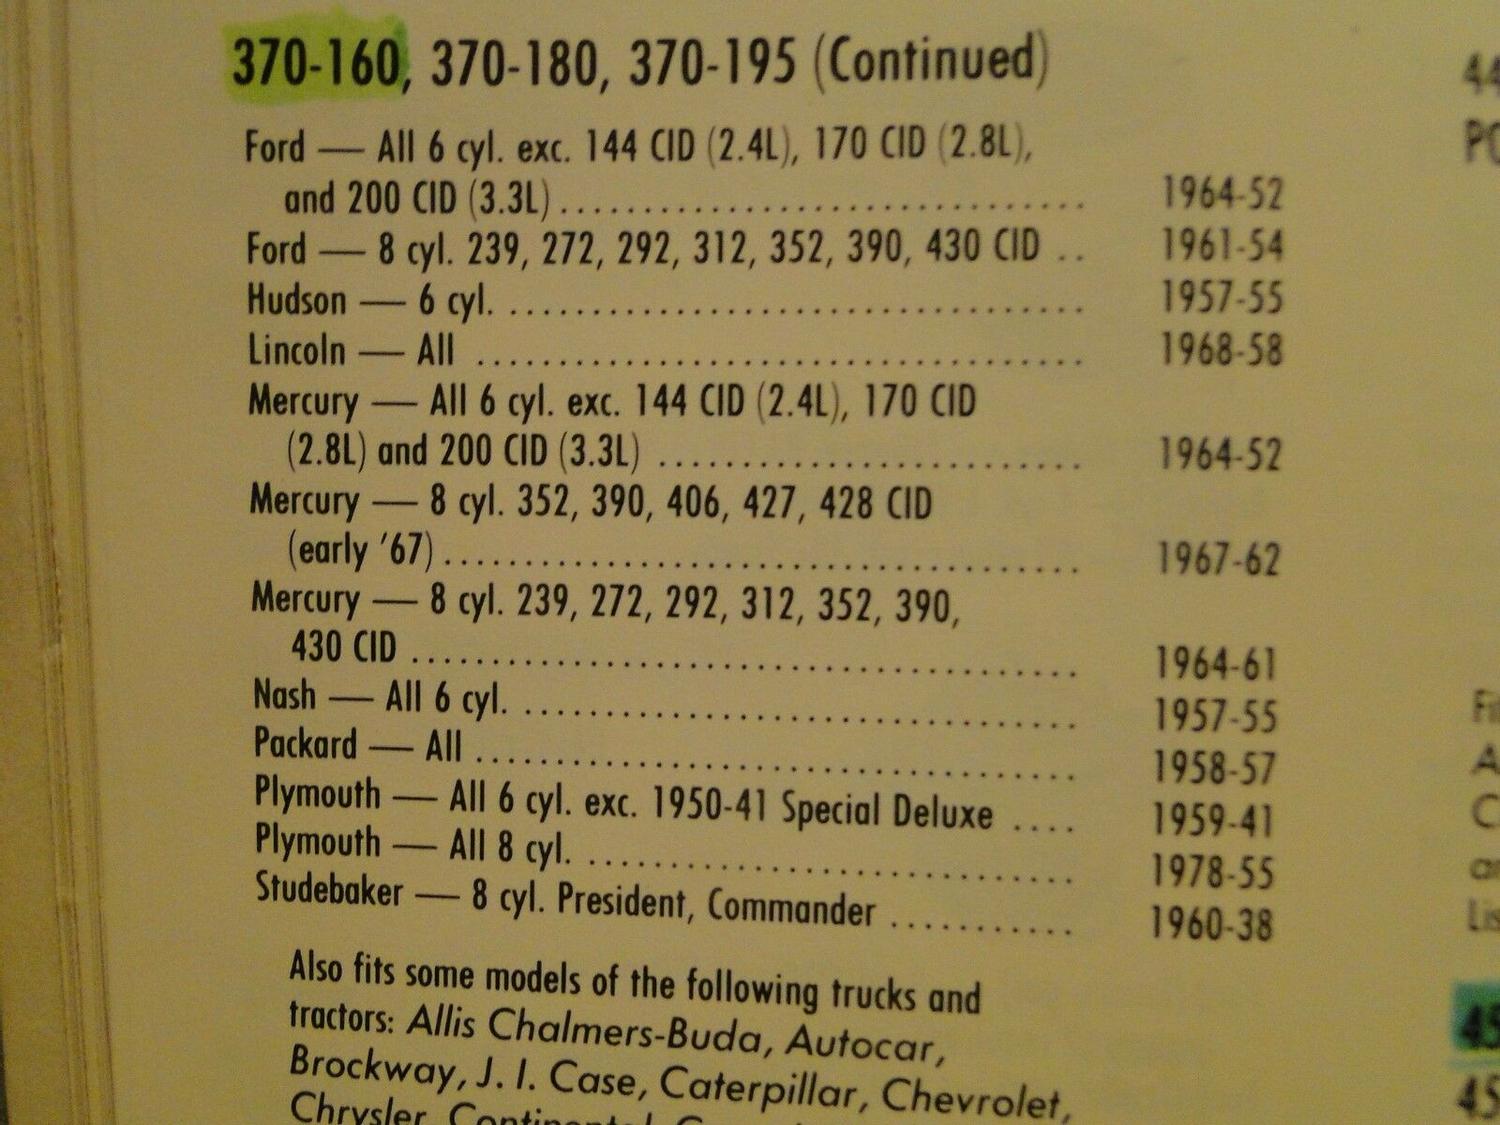 370-160, 370-180, 370-195 (Continued)
Ford — All 6 cyl. exc. 144 CID (2.4L), 170 CID (2.8L),
and 200 CID (3.3L) .............................. 1964-52
Ford — 8 cyl. 239, 272, 292, 312, 352, 390, 430 CID .. 1961-54
Hudson — 6 cyl. ................................. 1957-55
Lincoln — All ................................... 1968-58
Mercury — All 6 cyl. exc. 144 CID (2.4L), 170 CID
(2.8L) and 200 CID (3.3L) ....................... 1964-52
Mercury — 8 cyl. 352, 390, 406, 427, 428 CID
(early '67) ..................................... 1967-62
Mercury — 8 cyl. 239, 272, 292, 312, 352, 390,
430 CID ......................................... 1964-61
Nash — All 6 cyl. ............................... 1957-55
Packard — All ................................... 1958-57
Plymouth — All 6 cyl. exc. 1950-41 Special Deluxe .... 1959-41
Plymouth — All 8 cyl. ........................... 1978-55
Studebaker — 8 cyl. President, Commander .......... 1960-38
Also fits some models of the following trucks and
tractors: Allis Chalmers-Buda, Autocar,
Brockway, J. I. Case, Caterpillar, Chevrolet,
Chrysler, Continental,
44
PO
45
45